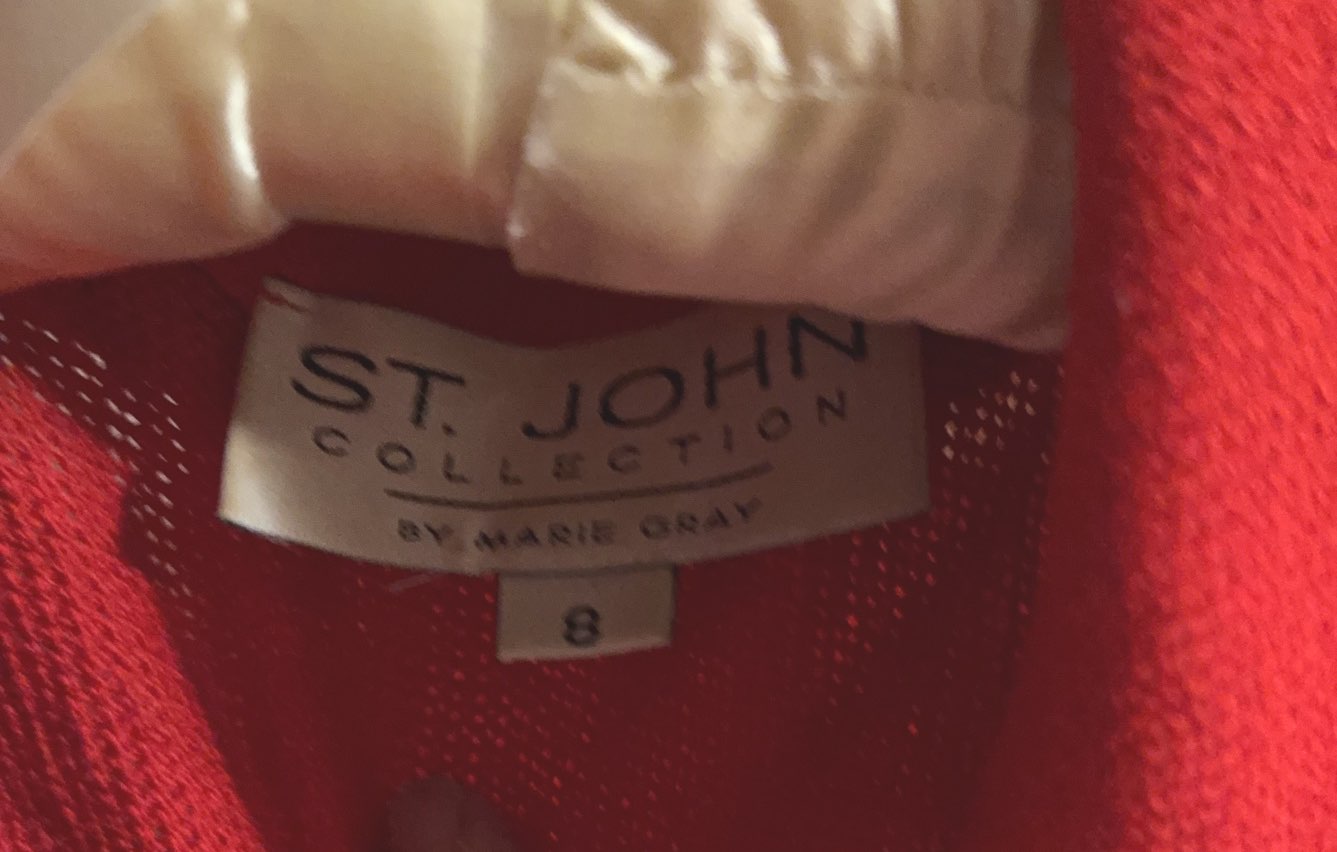 ST. JOHN
COLLECTION
BY MARIE GRAY
8